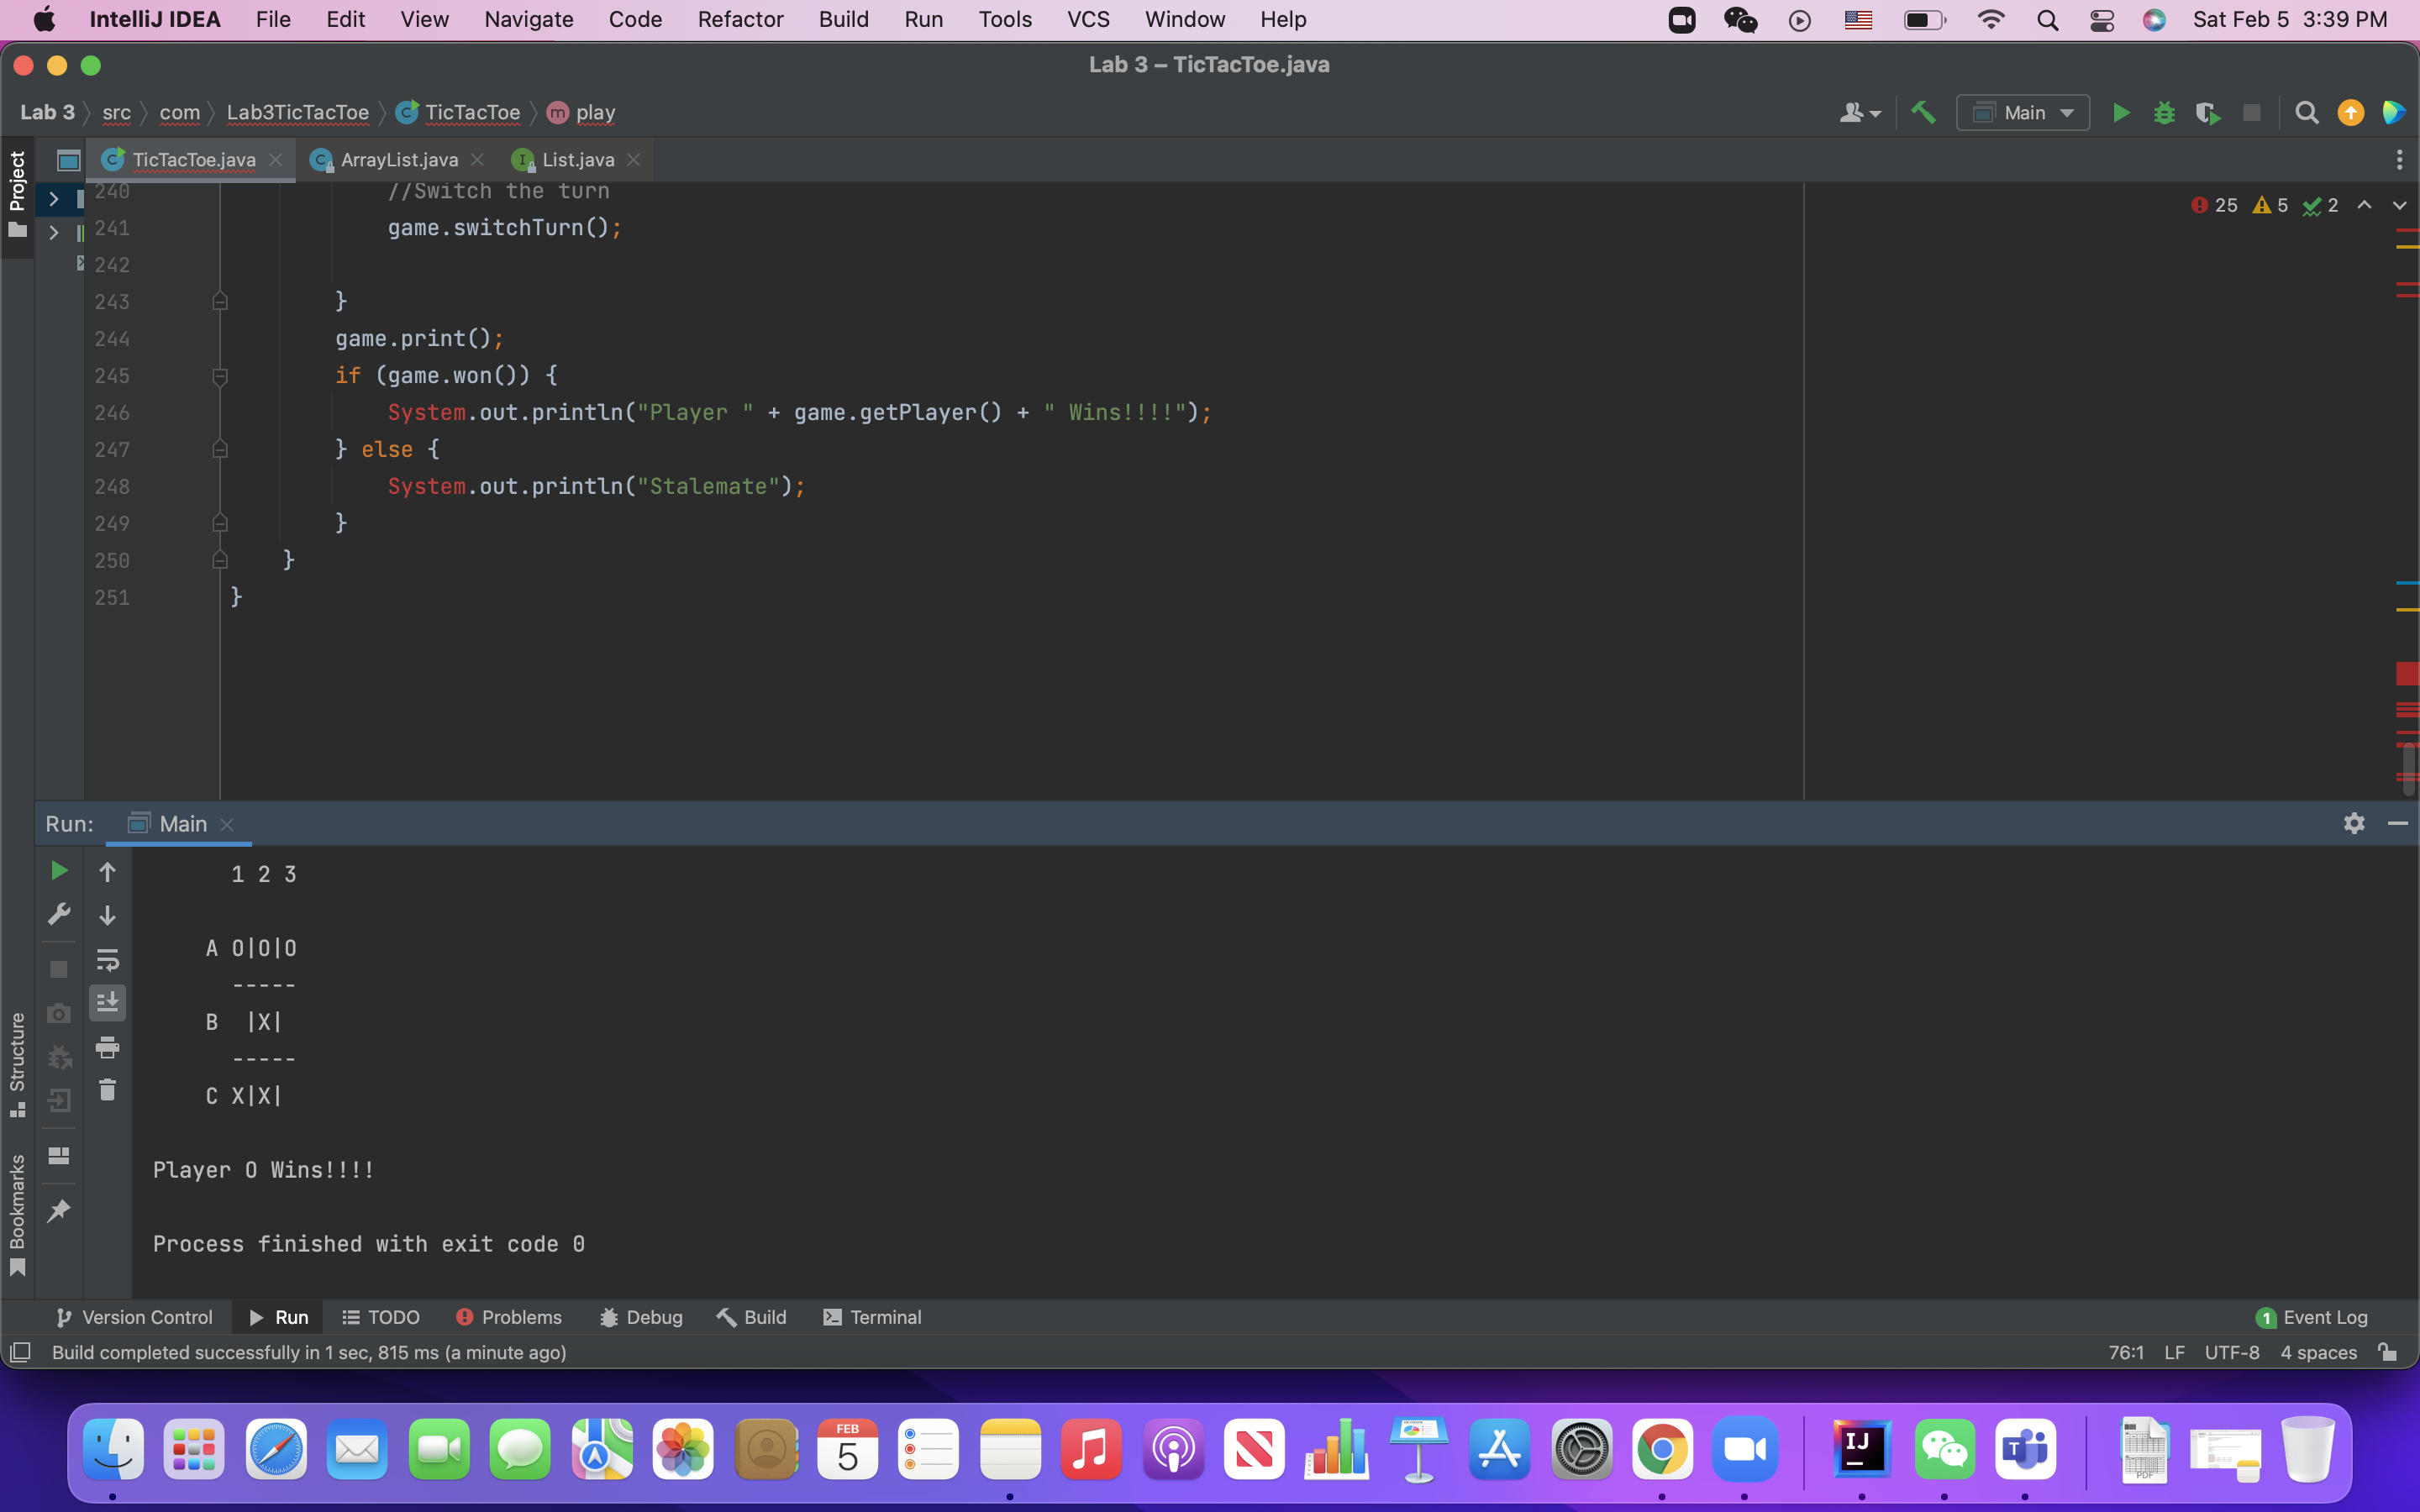 IntelliJ IDEA File Edit View Navigate Code Refactor Build Run Tools VCS Window Help Sat Feb 5 3:39 PM
Lab 3 – TicTacToe.java
Lab 3 src com Lab3TicTacToe TicTacToe play Main
Project TicTacToe.java ArrayList.java List.java
25 5 2
240 //Switch the turn
241 game.switchTurn();
242
243 }
244 game.print();
245 if (game.won()) {
246 System.out.println("Player " + game.getPlayer() + " Wins!!!!");
247 } else {
248 System.out.println("Stalemate");
249 }
250 }
251 }
Run: Main
1 2 3
A O|O|O
-----
B  |X|
-----
C X|X|
Player O Wins!!!!
Process finished with exit code 0
Structure
Bookmarks
Version Control Run TODO Problems Debug Build Terminal 1 Event Log
Build completed successfully in 1 sec, 815 ms (a minute ago) 76:1 LF UTF-8 4 spaces
FEB
5
IJ
T
PDF